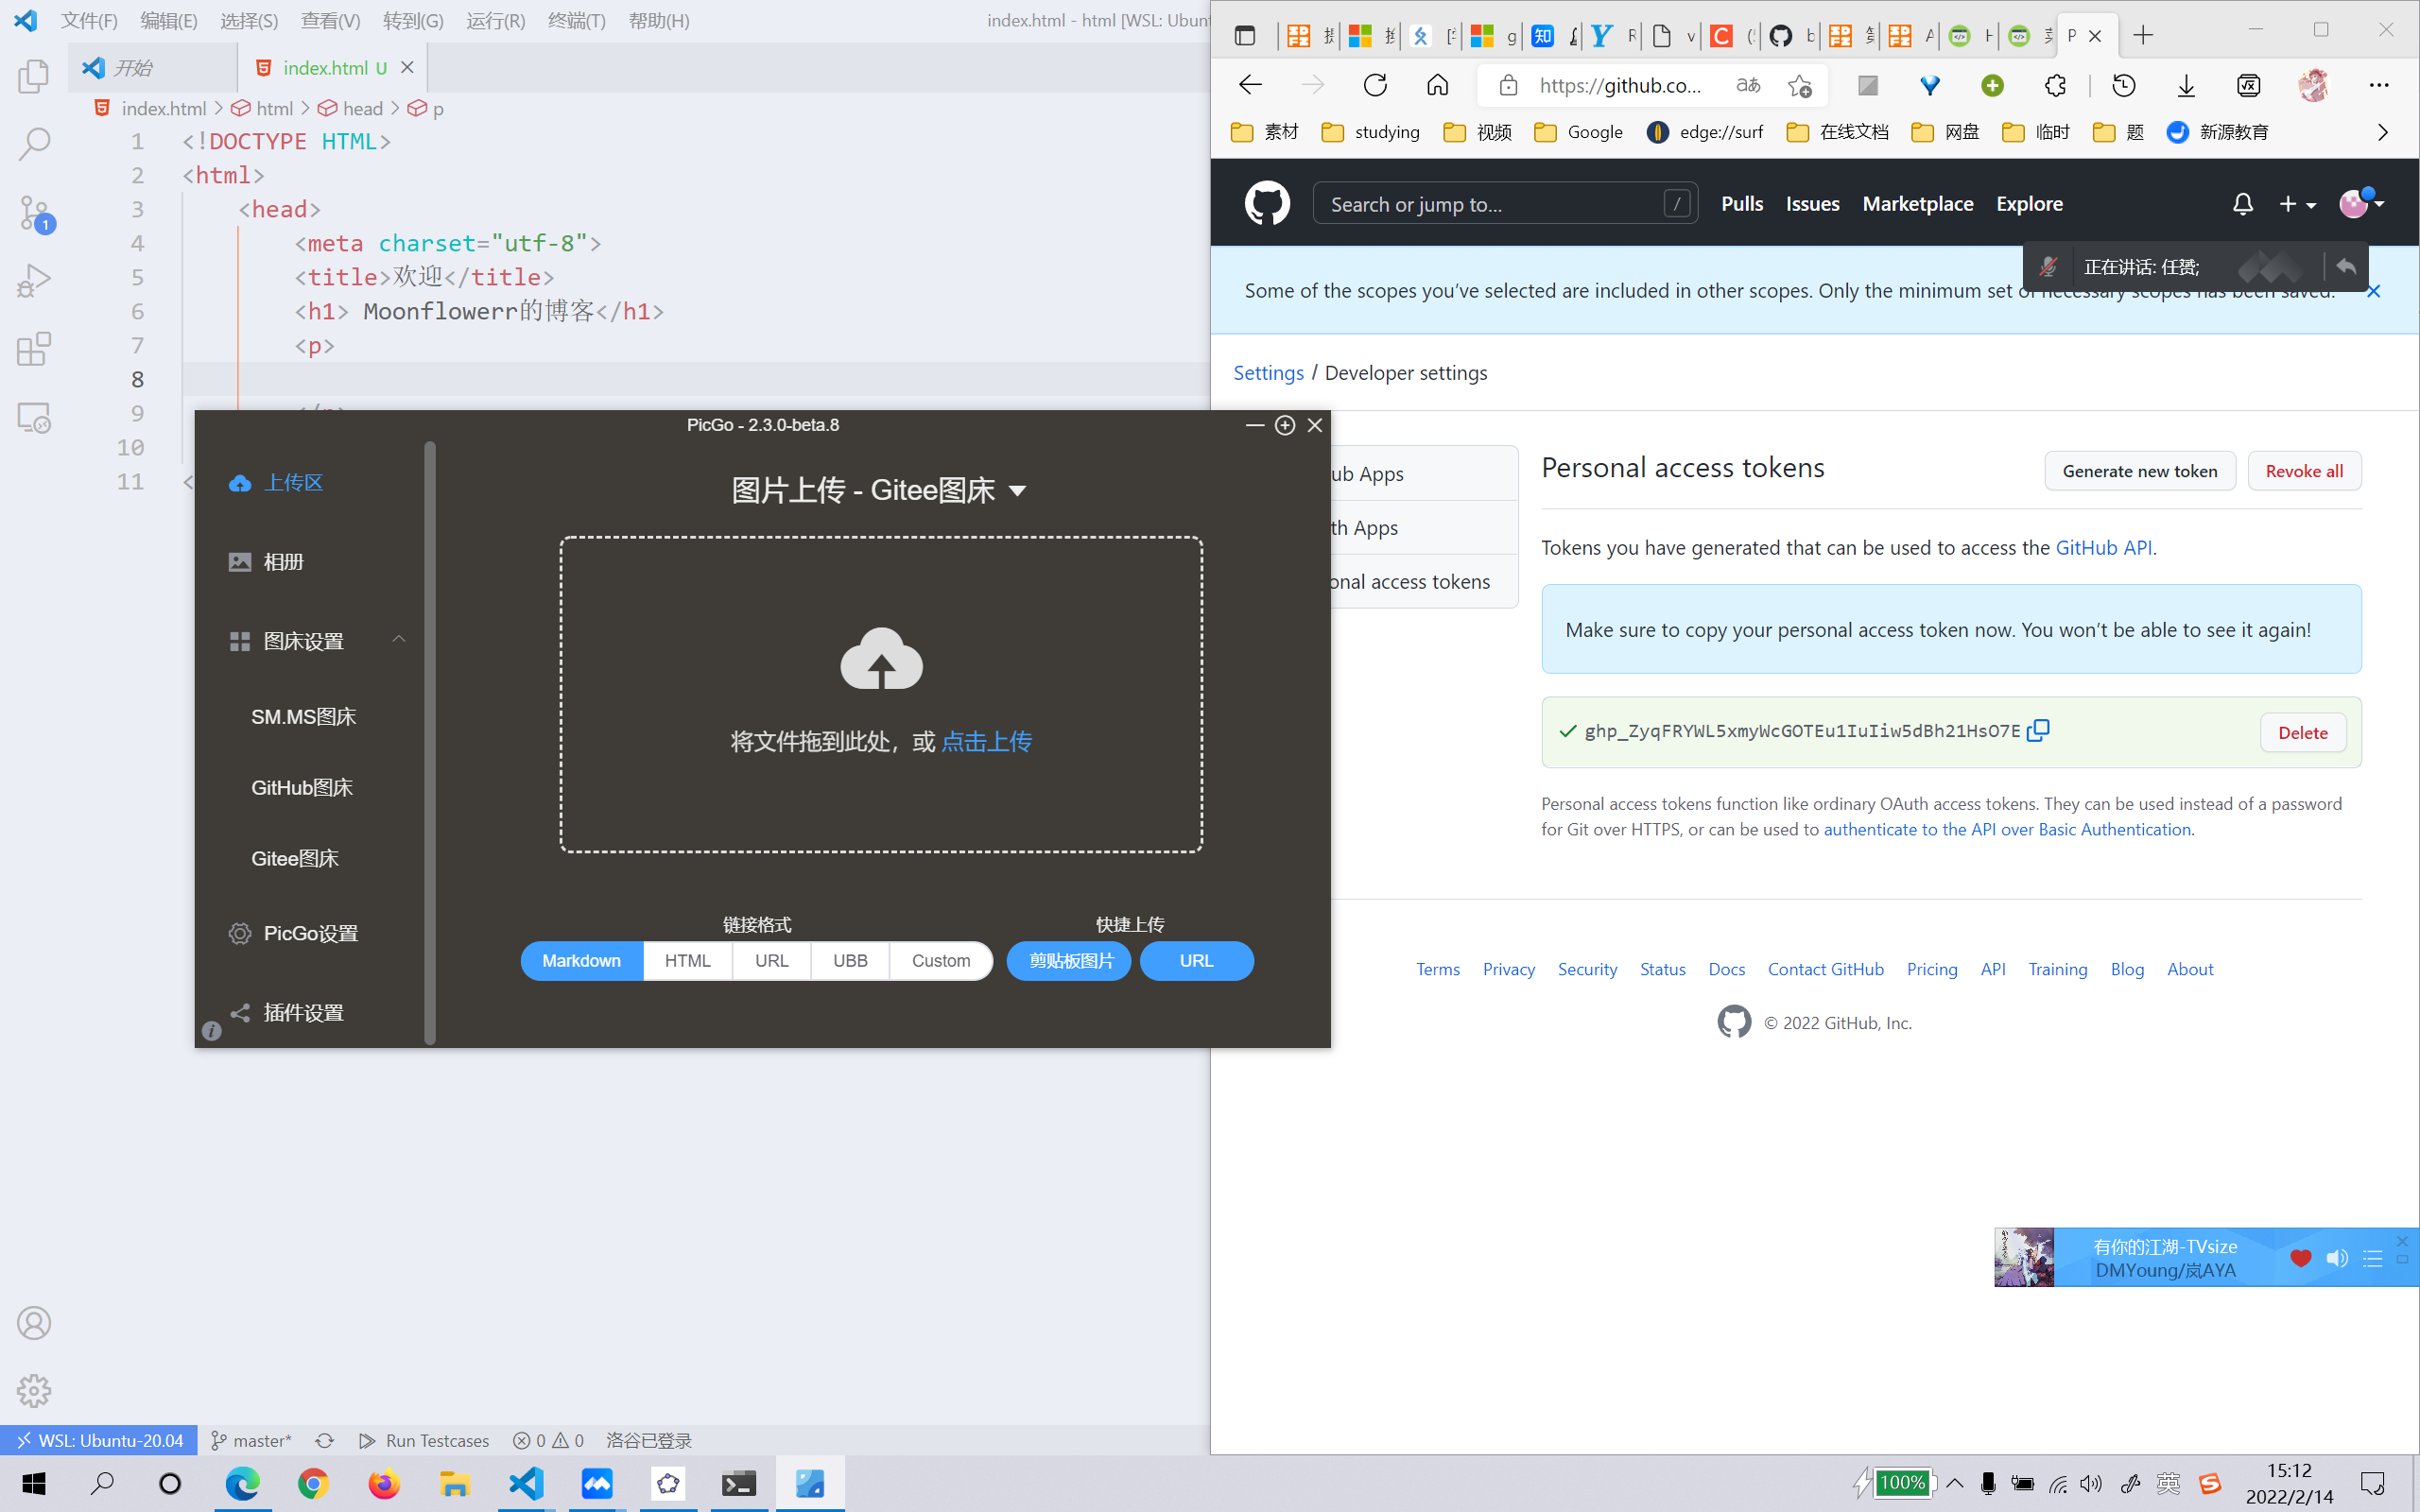 文件(F) 编辑(E) 选择(S) 查看(V) 转到(G) 运行(R) 终端(T) 帮助(H) index.html - html [WSL: Ubun
开始
index.html U
index.html > html > head > p
1 <!DOCTYPE HTML>
2 <html>
3 <head>
4 <meta charset="utf-8">
5 <title>欢迎</title>
6 <h1> Moonflowerr的博客</h1>
7 <p>
8
9
10
11 <
1
PicGo - 2.3.0-beta.8
上传区
相册
图床设置
SM.MS图床
GitHub图床
Gitee图床
PicGo设置
插件设置
图片上传 - Gitee图床
将文件拖到此处，或 点击上传
链接格式
快捷上传
Markdown HTML URL UBB Custom
剪贴板图片 URL
WSL: Ubuntu-20.04 master* Run Testcases 0 0 洛谷已登录
P
https://github.co...
素材 studying 视频 Google edge://surf 在线文档 网盘 临时 题 新源教育
Search or jump to... /
Pulls Issues Marketplace Explore
正在讲话: 任赟;
Some of the scopes you’ve selected are included in other scopes. Only the minimum set of necessary scopes has been saved.
Settings / Developer settings
ub Apps
th Apps
onal access tokens
Personal access tokens
Generate new token
Revoke all
Tokens you have generated that can be used to access the GitHub API.
Make sure to copy your personal access token now. You won’t be able to see it again!
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
Delete
Personal access tokens function like ordinary OAuth access tokens. They can be used instead of a password
for Git over HTTPS, or can be used to authenticate to the API over Basic Authentication.
Terms Privacy Security Status Docs Contact GitHub Pricing API Training Blog About
© 2022 GitHub, Inc.
有你的江湖-TVsize
DMYoung/岚AYA
100%
英
15:12
2022/2/14